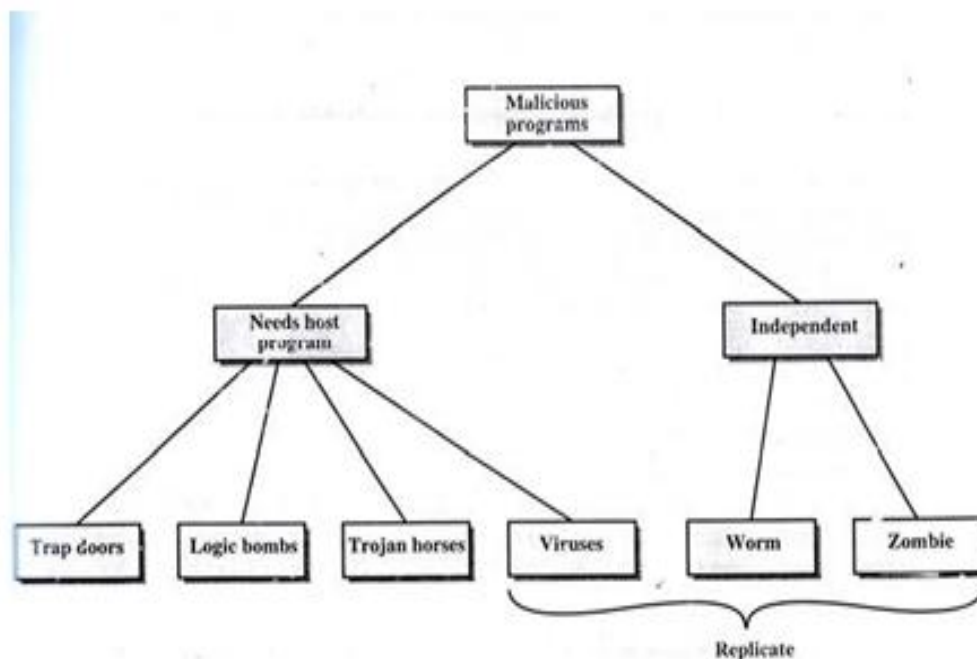 Malicious
programs
Needs host
program
Independent
Trap doors
Logic bombs
Trojan horses
Viruses
Worm
Zombie
Replicate